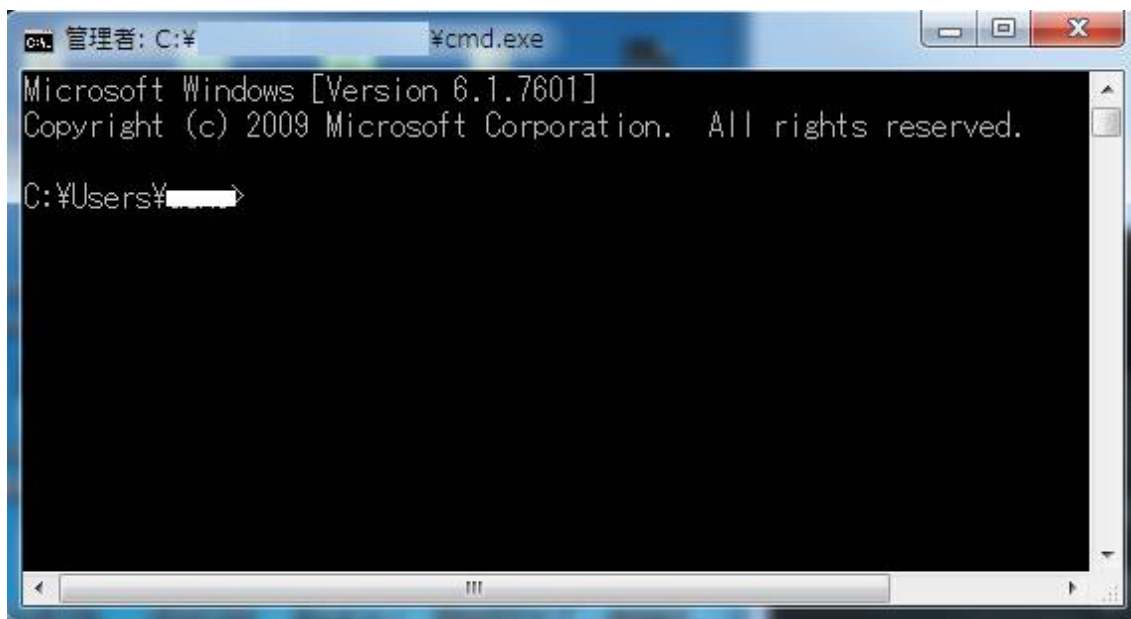 管理者: C:¥ ¥cmd.exe
Microsoft Windows [Version 6.1.7601]
Copyright (c) 2009 Microsoft Corporation.  All rights reserved.
C:¥Users¥ >